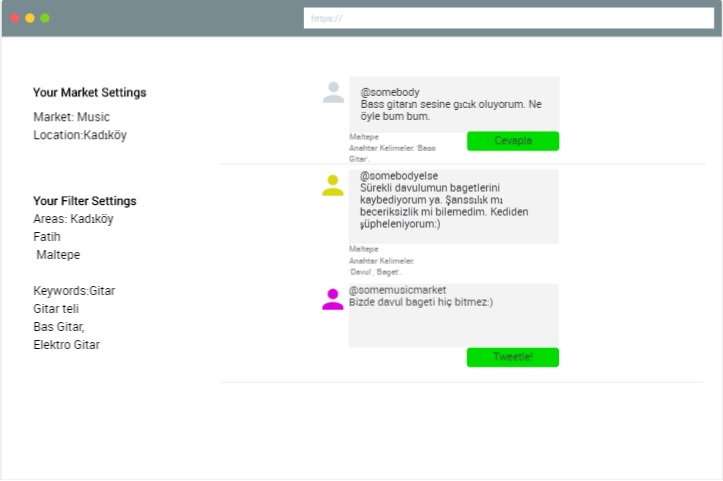 https://
Your Market Settings
Market: Music
Location:Kadıköy
Your Filter Settings
Areas: Kadıköy
Fatih
Maltepe
Keywords:Gitar
Gitar teli
Bas Gitar,
Elektro Gitar
@somebody
Bass gitarın sesine gıcık oluyorum. Ne
öyle bum bum.
Maltepe
Anahtar Kelimeler: 'Bass
Gitar'.
Cevapla
@somebodyelse
Sürekli davulumun bagetlerini
kaybediyorum ya. Şanssızlık mı
beceriksizlik mi bilemedim. Kediden
şüpheleniyorum:)
Maltepe
Anahtar Kelimeler:
'Davul', 'Baget'.
@somemusicmarket
Bizde davul bageti hiç bitmez:)
Tweetle!